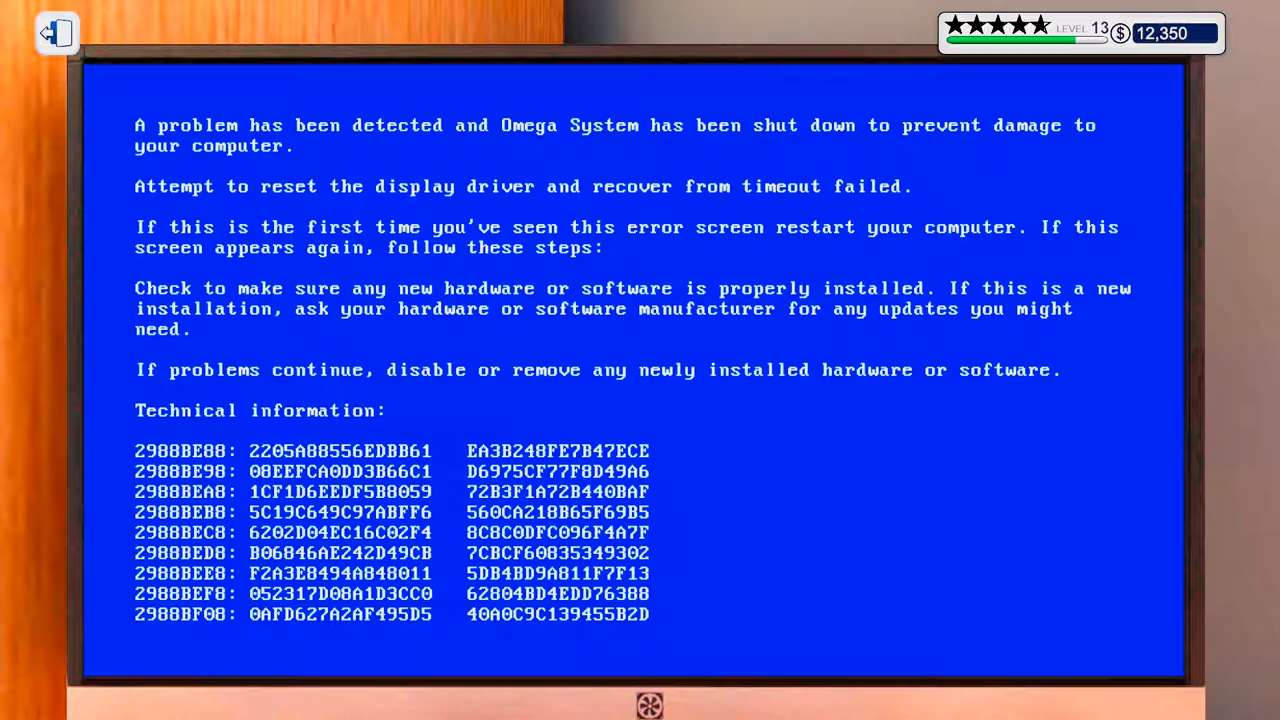 LEVEL 13
$ 12,350
A problem has been detected and Omega System has been shut down to prevent damage to
your computer.
Attempt to reset the display driver and recover from timeout failed.
If this is the first time you've seen this error screen restart your computer. If this
screen appears again, follow these steps:
Check to make sure any new hardware or software is properly installed. If this is a new
installation, ask your hardware or software manufacturer for any updates you might
need.
If problems continue, disable or remove any newly installed hardware or software.
Technical information:
2988BE88: 2205A88556EDBB61 EA3B248FE7B47ECE
2988BE98: 08EEFCA0DD3B66C1 D6975CF77F8D49A6
2988BEA8: 1CF1D6EEDF5B8059 72B3F1A72B440BAF
2988BEB8: 5C19C649C97ABFF6 560CA218B65F69B5
2988BEC8: 6202D04EC16C02F4 8C8C0DFC096F4A7F
2988BED8: B06846AE242D49CB 7CBCF60835349302
2988BEE8: F2A3E8494A848011 5DB4BD9A811F7F13
2988BEF8: 052317D08A1D3CC0 62804BD4EDD76388
2988BF08: 0AFD627A2AF495D5 40A0C9C139455B2D